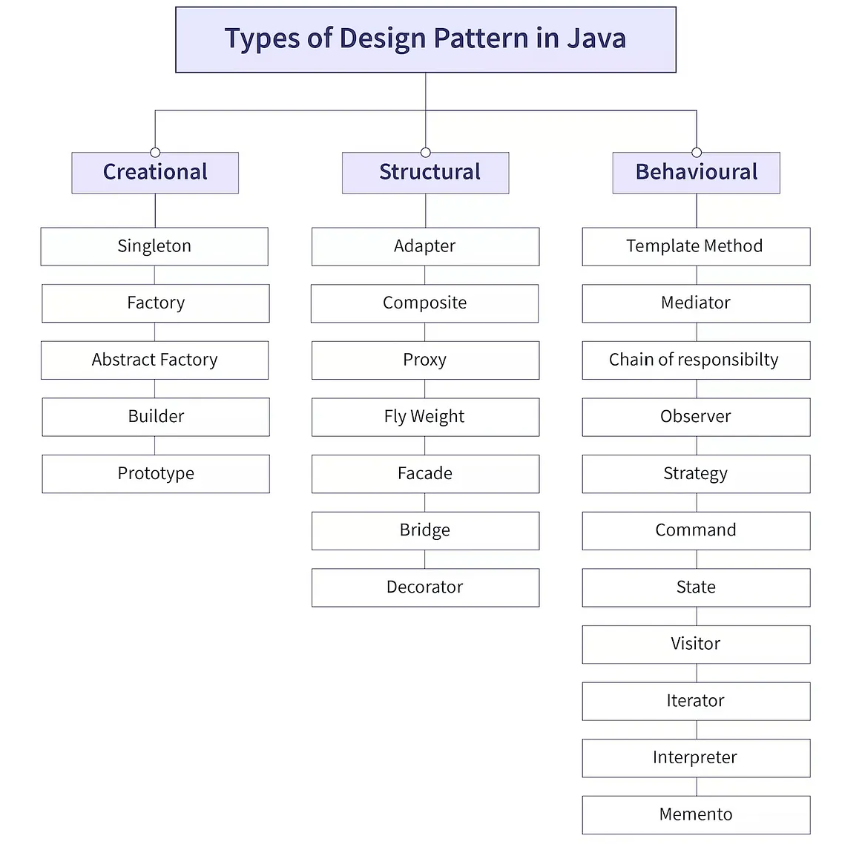 Types of Design Pattern in Java
Creational
Singleton
Factory
Abstract Factory
Builder
Prototype
Structural
Adapter
Composite
Proxy
Fly Weight
Facade
Bridge
Decorator
Behavioural
Template Method
Mediator
Chain of responsibilty
Observer
Strategy
Command
State
Visitor
Iterator
Interpreter
Memento